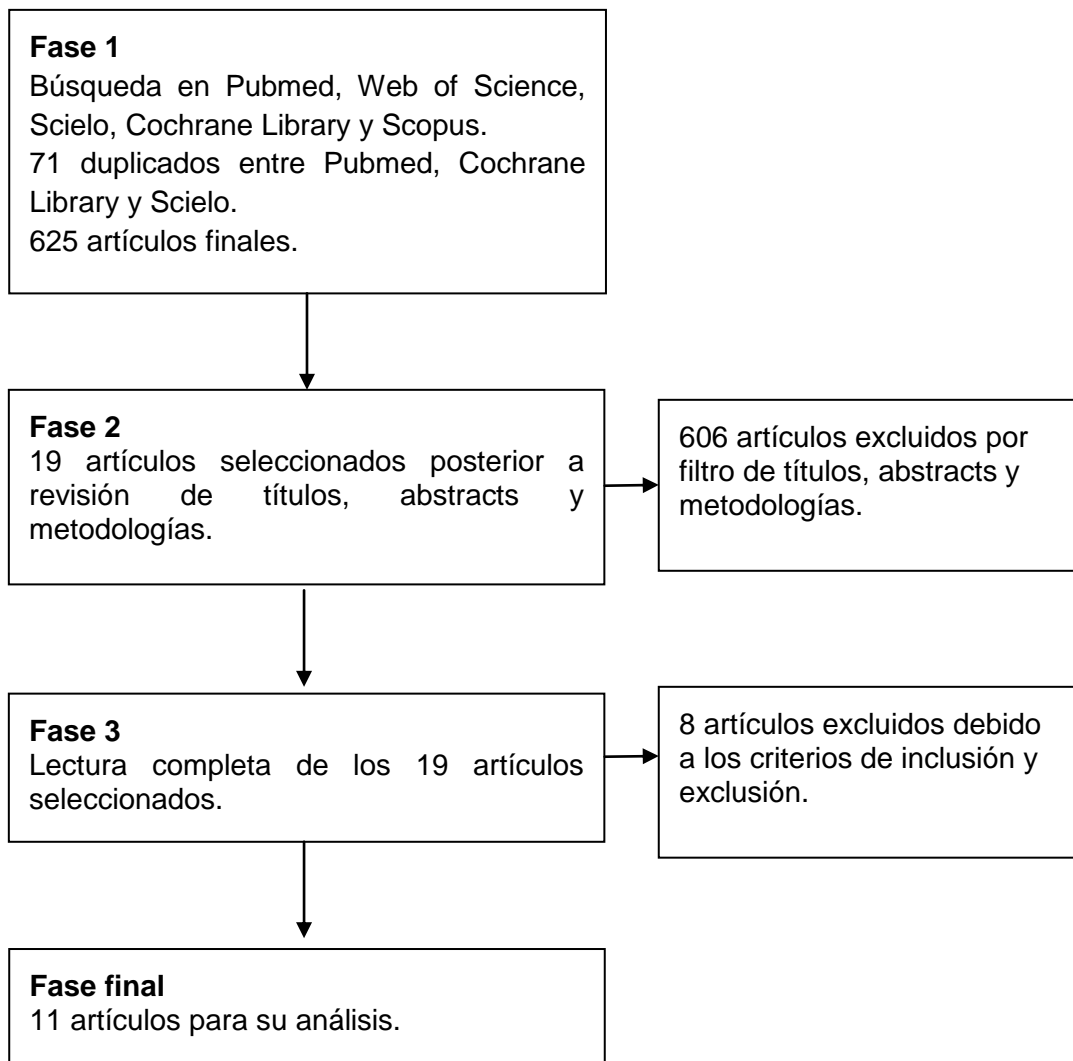 Fase 1
Búsqueda en Pubmed, Web of Science,
Scielo, Cochrane Library y Scopus.
71 duplicados entre Pubmed, Cochrane
Library y Scielo.
625 artículos finales.
Fase 2
19 artículos seleccionados posterior a
revisión de títulos, abstracts y
metodologías.
606 artículos excluidos por
filtro de títulos, abstracts y
metodologías.
Fase 3
Lectura completa de los 19 artículos
seleccionados.
8 artículos excluidos debido
a los criterios de inclusión y
exclusión.
Fase final
11 artículos para su análisis.